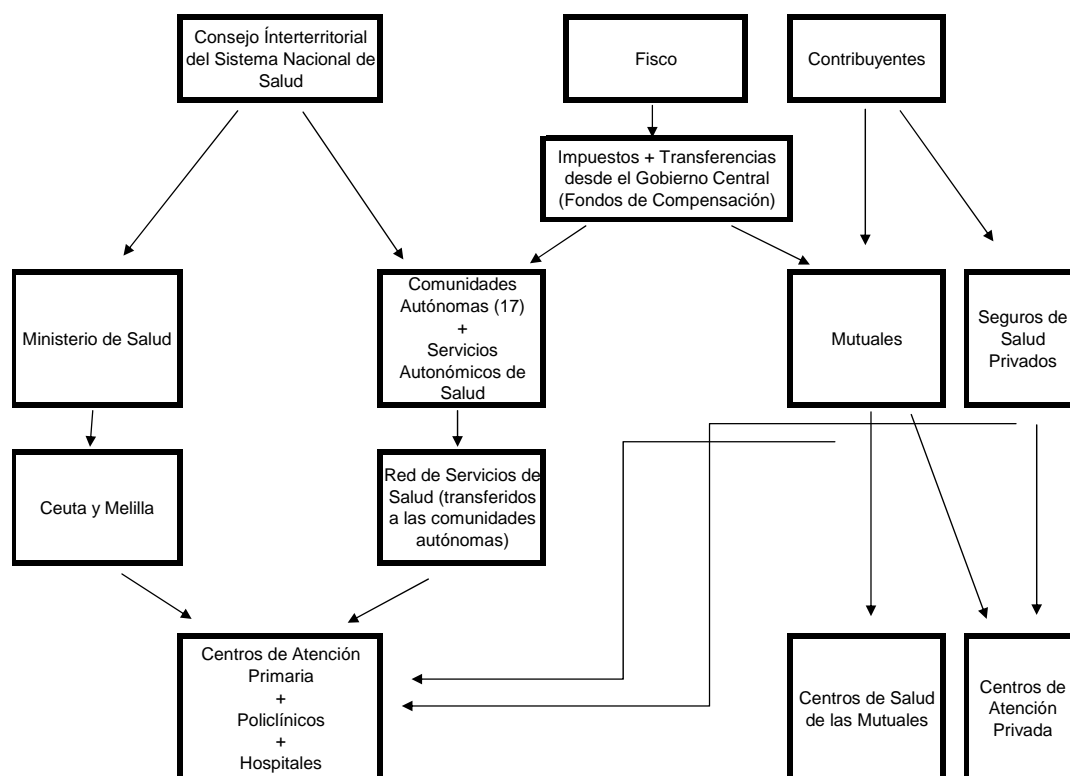 Consejo Ínterterritorial
del Sistema Nacional de
Salud
Fisco
Contribuyentes
Impuestos + Transferencias
desde el Gobierno Central
(Fondos de Compensación)
Ministerio de Salud
Comunidades
Autónomas (17)
+
Servicios
Autonómicos de
Salud
Mutuales
Seguros de
Salud
Privados
Ceuta y Melilla
Red de Servicios de
Salud (transferidos
a las comunidades
autónomas)
Centros de Atención
Primaria
+
Policlínicos
+
Hospitales
Centros de Salud
de las Mutuales
Centros de
Atención
Privada